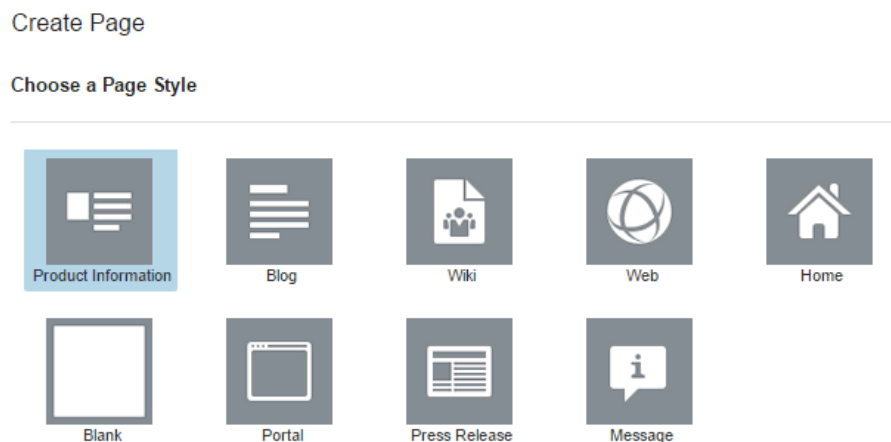 Create Page
Choose a Page Style
Product Information
Blog
Wiki
Web
Home
Blank
Portal
Press Release
Message